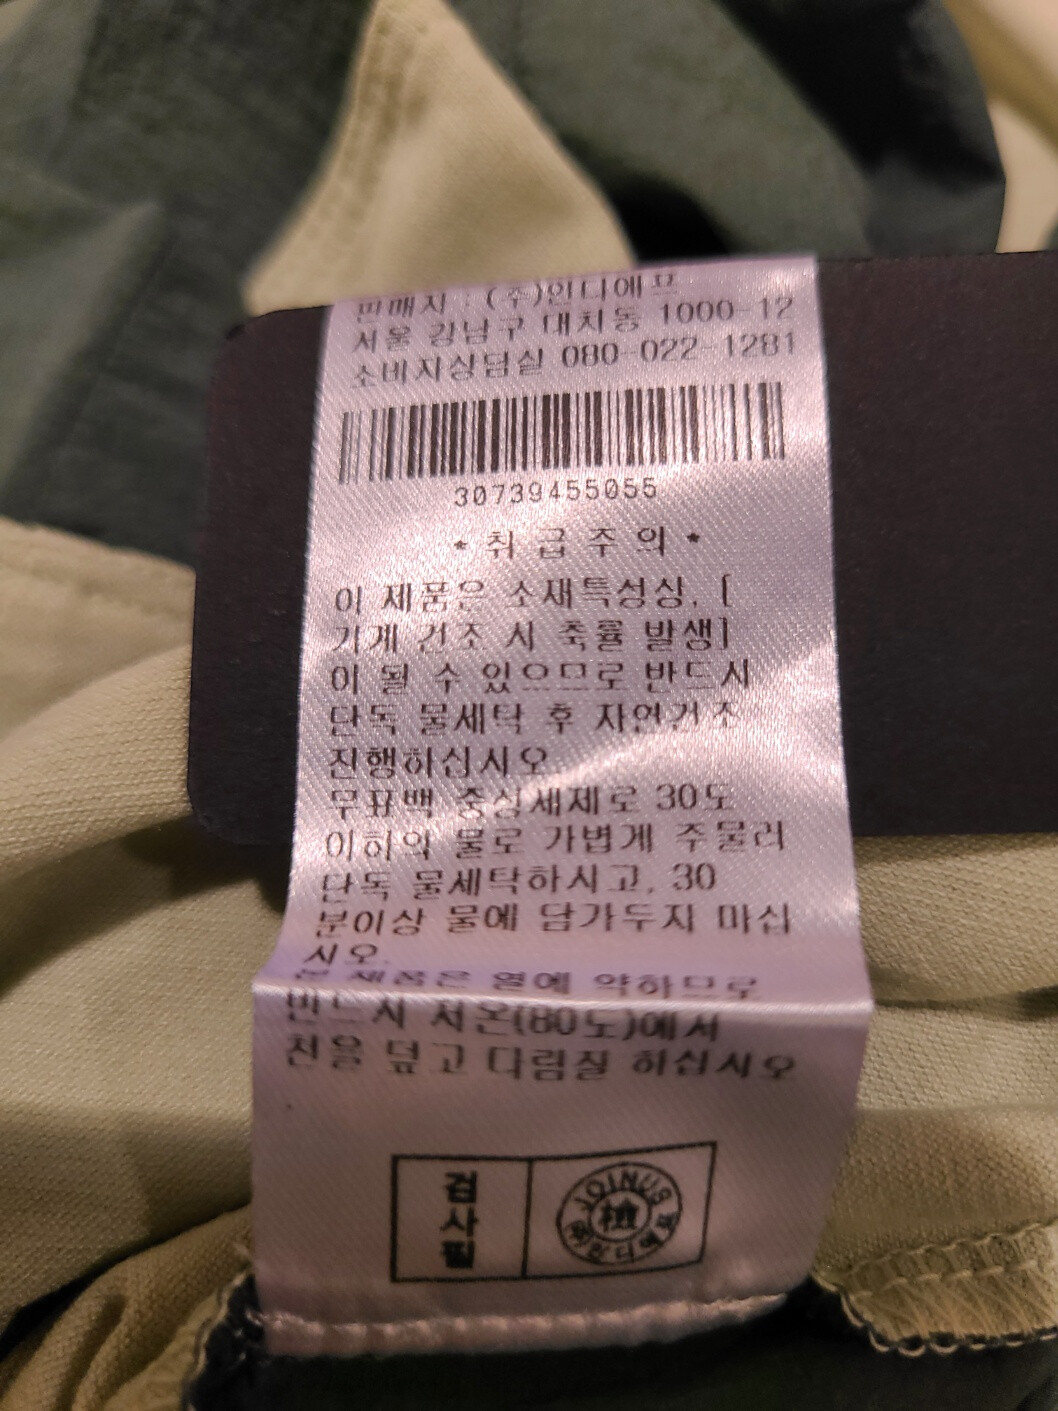 판매처 : (주)인디에프
서울 강남구 대치동 1000-12
소비자상담실 080-022-1281
30739455055
* 취 급 주 의 *
이 제품은 소재특성상, [
기계 건조 시 축률 발생]
이 될 수 있으므로 반드시
단독 물세탁 후 자연건조
진행하십시오.
무표백 중성세제로 30도
이하의 물로 가볍게 주물러
단독 물세탁하시고, 30
분이상 물에 담가두지 마십
시오.
본 제품은 열에 약하므로
반드시 저온(80도)에서
천을 덮고 다림질 하십시오
검사필
JOINUS
檢
㈜인디에프